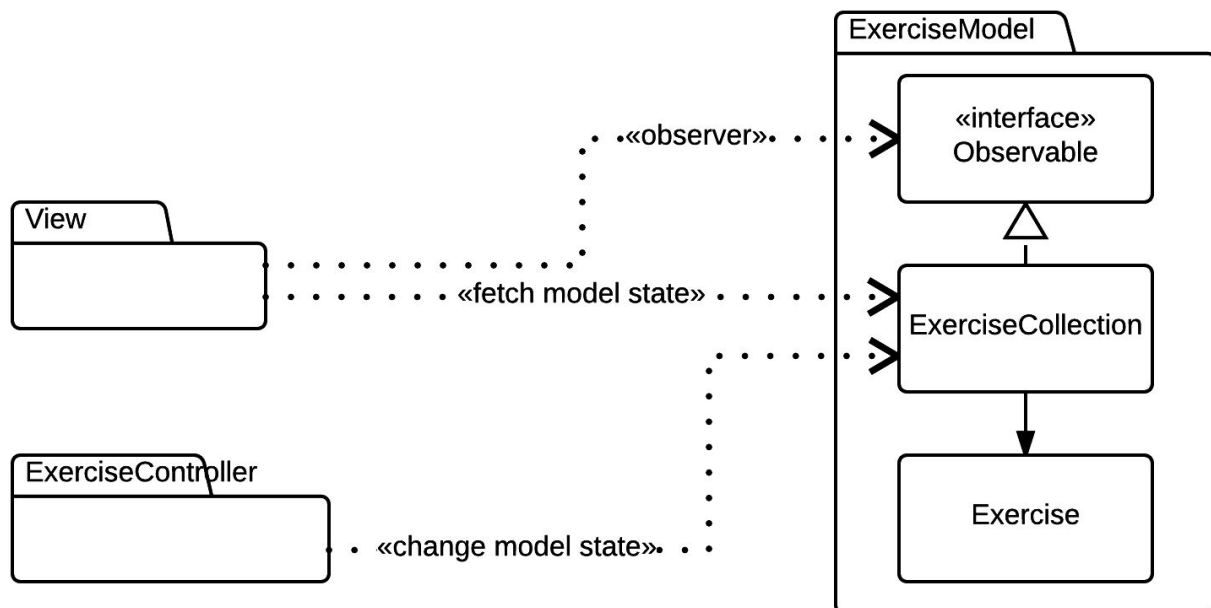 ExerciseModel
«interface»
Observable
«observer»
View
«fetch model state»
ExerciseCollection
ExerciseController
«change model state»
Exercise